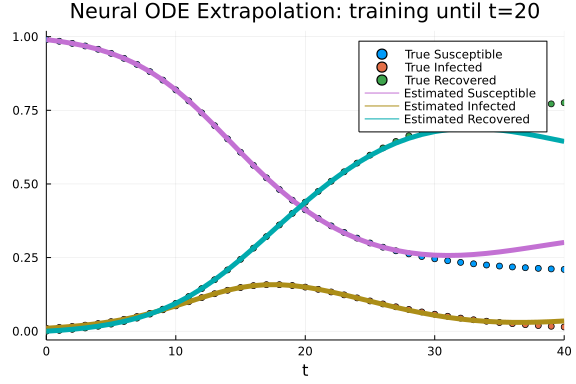 Neural ODE Extrapolation: training until t=20
1.00
0.75
0.50
0.25
0.00
True Susceptible
True Infected
True Recovered
Estimated Susceptible
Estimated Infected
Estimated Recovered
0
10
20
30
40
t